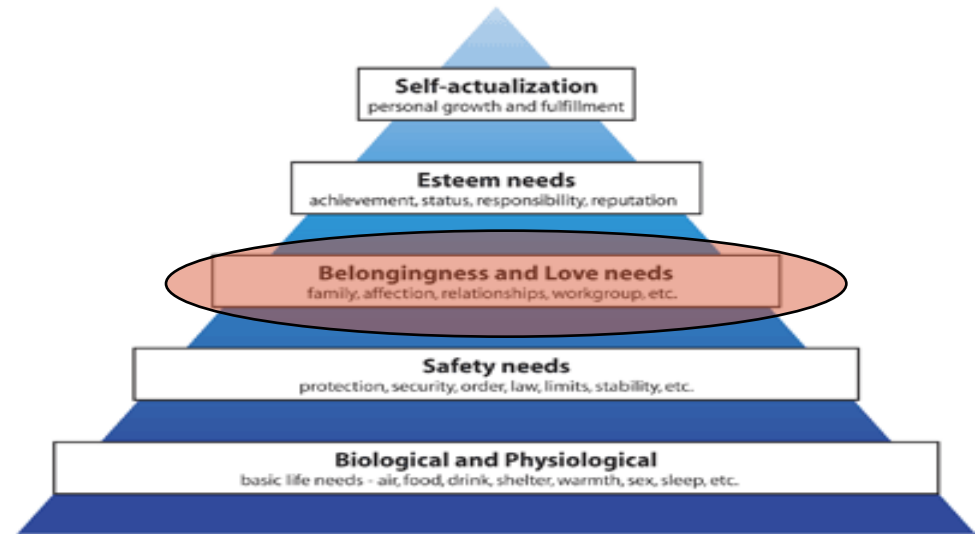 Self-actualization
personal growth and fulfillment
Esteem needs
achievement, status, responsibility, reputation
Belongingness and Love needs
family, affection, relationships, workgroup, etc.
Safety needs
protection, security, order, law, limits, stability, etc.
Biological and Physiological
basic life needs - air, food, drink, shelter, warmth, sex, sleep, etc.